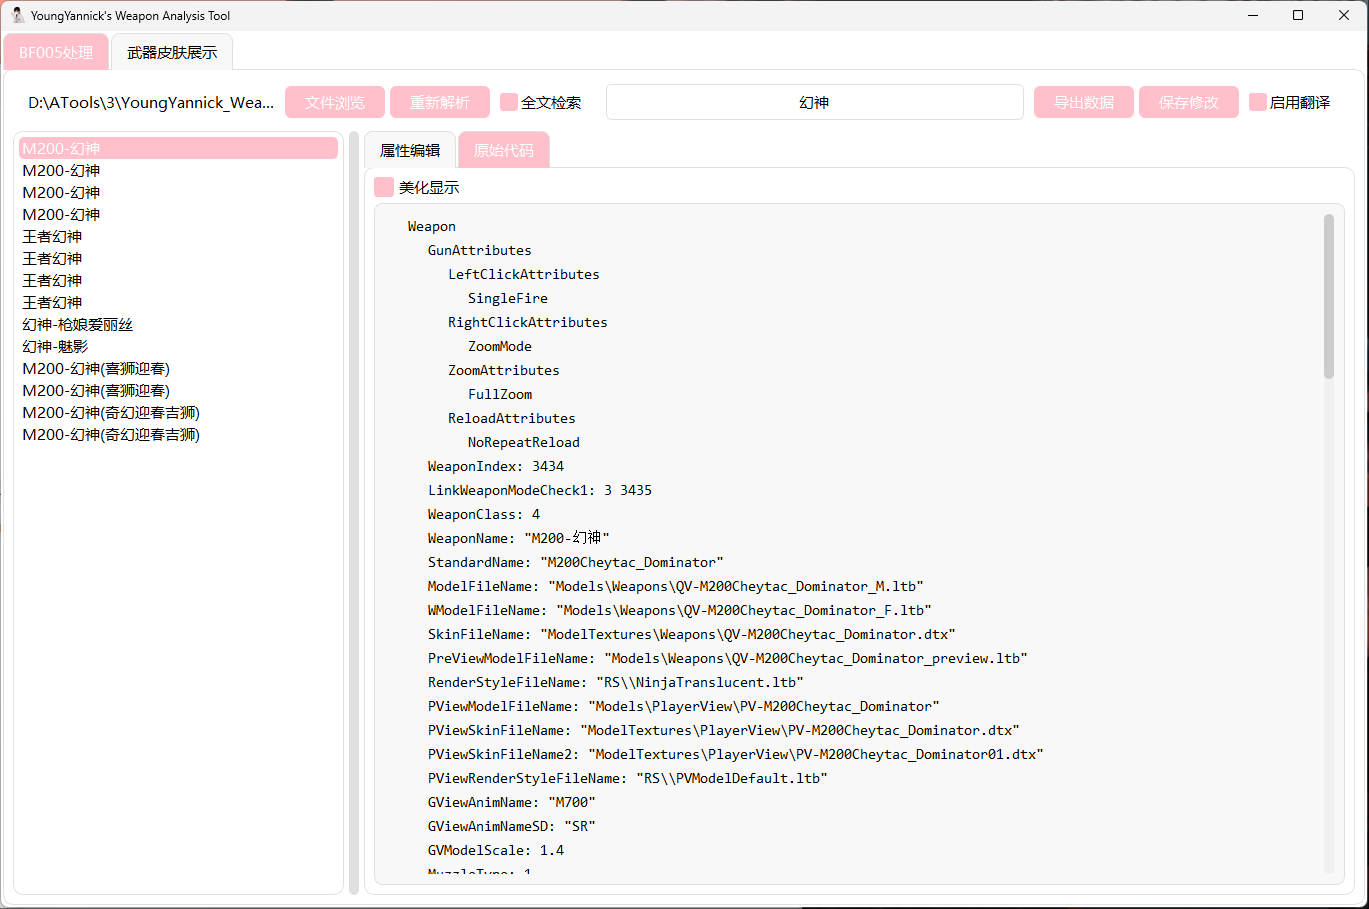 YoungYannick's Weapon Analysis Tool
BF005处理 武器皮肤展示
D:\ATools\3\YoungYannick_Wea... 文件浏览 重新解析 全文检索 幻神 导出数据 保存修改 启用翻译
M200-幻神
M200-幻神
M200-幻神
M200-幻神
王者幻神
王者幻神
王者幻神
王者幻神
幻神-枪娘爱丽丝
幻神-魅影
M200-幻神(喜狮迎春)
M200-幻神(喜狮迎春)
M200-幻神(奇幻迎春吉狮)
M200-幻神(奇幻迎春吉狮)
属性编辑 原始代码
美化显示
Weapon
GunAttributes
LeftClickAttributes
SingleFire
RightClickAttributes
ZoomMode
ZoomAttributes
FullZoom
ReloadAttributes
NoRepeatReload
WeaponIndex: 3434
LinkWeaponModeCheck1: 3 3435
WeaponClass: 4
WeaponName: "M200-幻神"
StandardName: "M200Cheytac_Dominator"
ModelFileName: "Models\Weapons\QV-M200Cheytac_Dominator_M.ltb"
WModelFileName: "Models\Weapons\QV-M200Cheytac_Dominator_F.ltb"
SkinFileName: "ModelTextures\Weapons\QV-M200Cheytac_Dominator.dtx"
PreViewModelFileName: "Models\Weapons\QV-M200Cheytac_Dominator_preview.ltb"
RenderStyleFileName: "RS\\NinjaTranslucent.ltb"
PViewModelFileName: "Models\PlayerView\PV-M200Cheytac_Dominator"
PViewSkinFileName: "ModelTextures\PlayerView\PV-M200Cheytac_Dominator.dtx"
PViewSkinFileName2: "ModelTextures\PlayerView\PV-M200Cheytac_Dominator01.dtx"
PViewRenderStyleFileName: "RS\\PVModelDefault.ltb"
GViewAnimName: "M700"
GViewAnimNameSD: "SR"
GVModelScale: 1.4
MuzzleType: 1